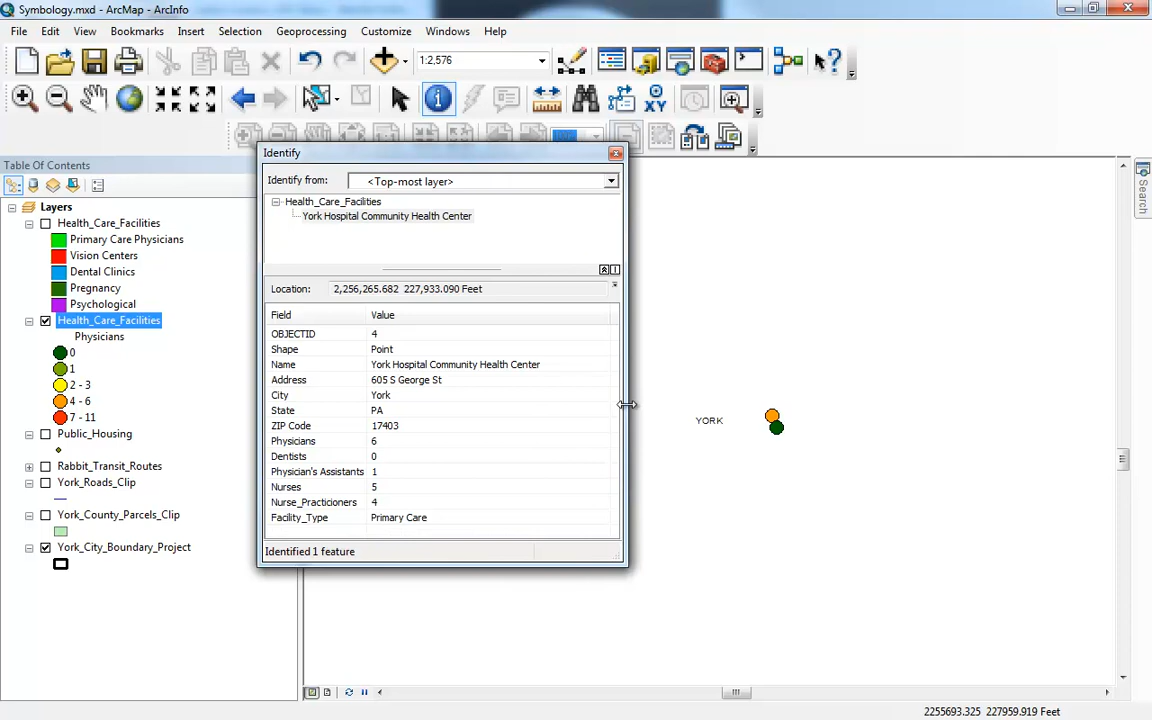 Symbology.mxd - ArcMap - ArcInfo
File Edit View Bookmarks Insert Selection Geoprocessing Customize Windows Help
1:2,576
Table Of Contents
Layers
Health_Care_Facilities
Primary Care Physicians
Vision Centers
Dental Clinics
Pregnancy
Psychological
Health_Care_Facilities
Physicians
0
1
2 - 3
4 - 6
7 - 11
Public_Housing
Rabbit_Transit_Routes
York_Roads_Clip
York_County_Parcels_Clip
York_City_Boundary_Project
Identify
Identify from: <Top-most layer>
Health_Care_Facilities
York Hospital Community Health Center
Location: 2,256,265.682 227,933.090 Feet
Field Value
OBJECTID 4
Shape Point
Name York Hospital Community Health Center
Address 605 S George St
City York
State PA
ZIP Code 17403
Physicians 6
Dentists 0
Physician's Assistants 1
Nurses 5
Nurse_Practicioners 4
Facility_Type Primary Care
Identified 1 feature
YORK
Search
2255693.325 227959.919 Feet